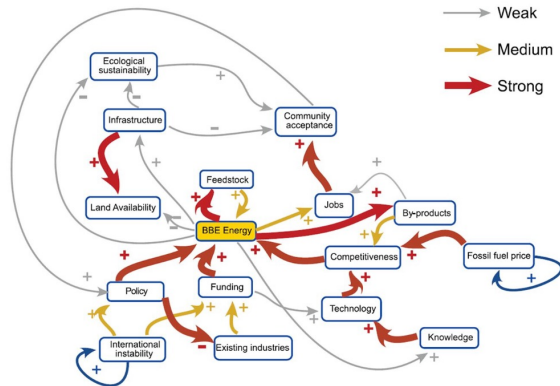 Weak
Medium
Strong
Ecological
sustainability
+
-
-
Infrastructure
-
Community
acceptance
+
+
+
Feedstock
+
+
Jobs
+
+
+
Land Availability
-
-
BBE Energy
By-products
+
+
+
Competitiveness
+
Fossil fuel price
+
+
+
Policy
Funding
+
+
+
+
+
Technology
+
+
Knowledge
+
International
instability
+
-
Existing industries